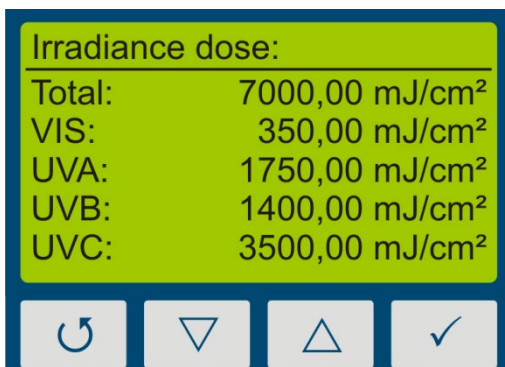 Irradiance dose:
Total: 7000,00 mJ/cm²
VIS: 350,00 mJ/cm²
UVA: 1750,00 mJ/cm²
UVB: 1400,00 mJ/cm²
UVC: 3500,00 mJ/cm²